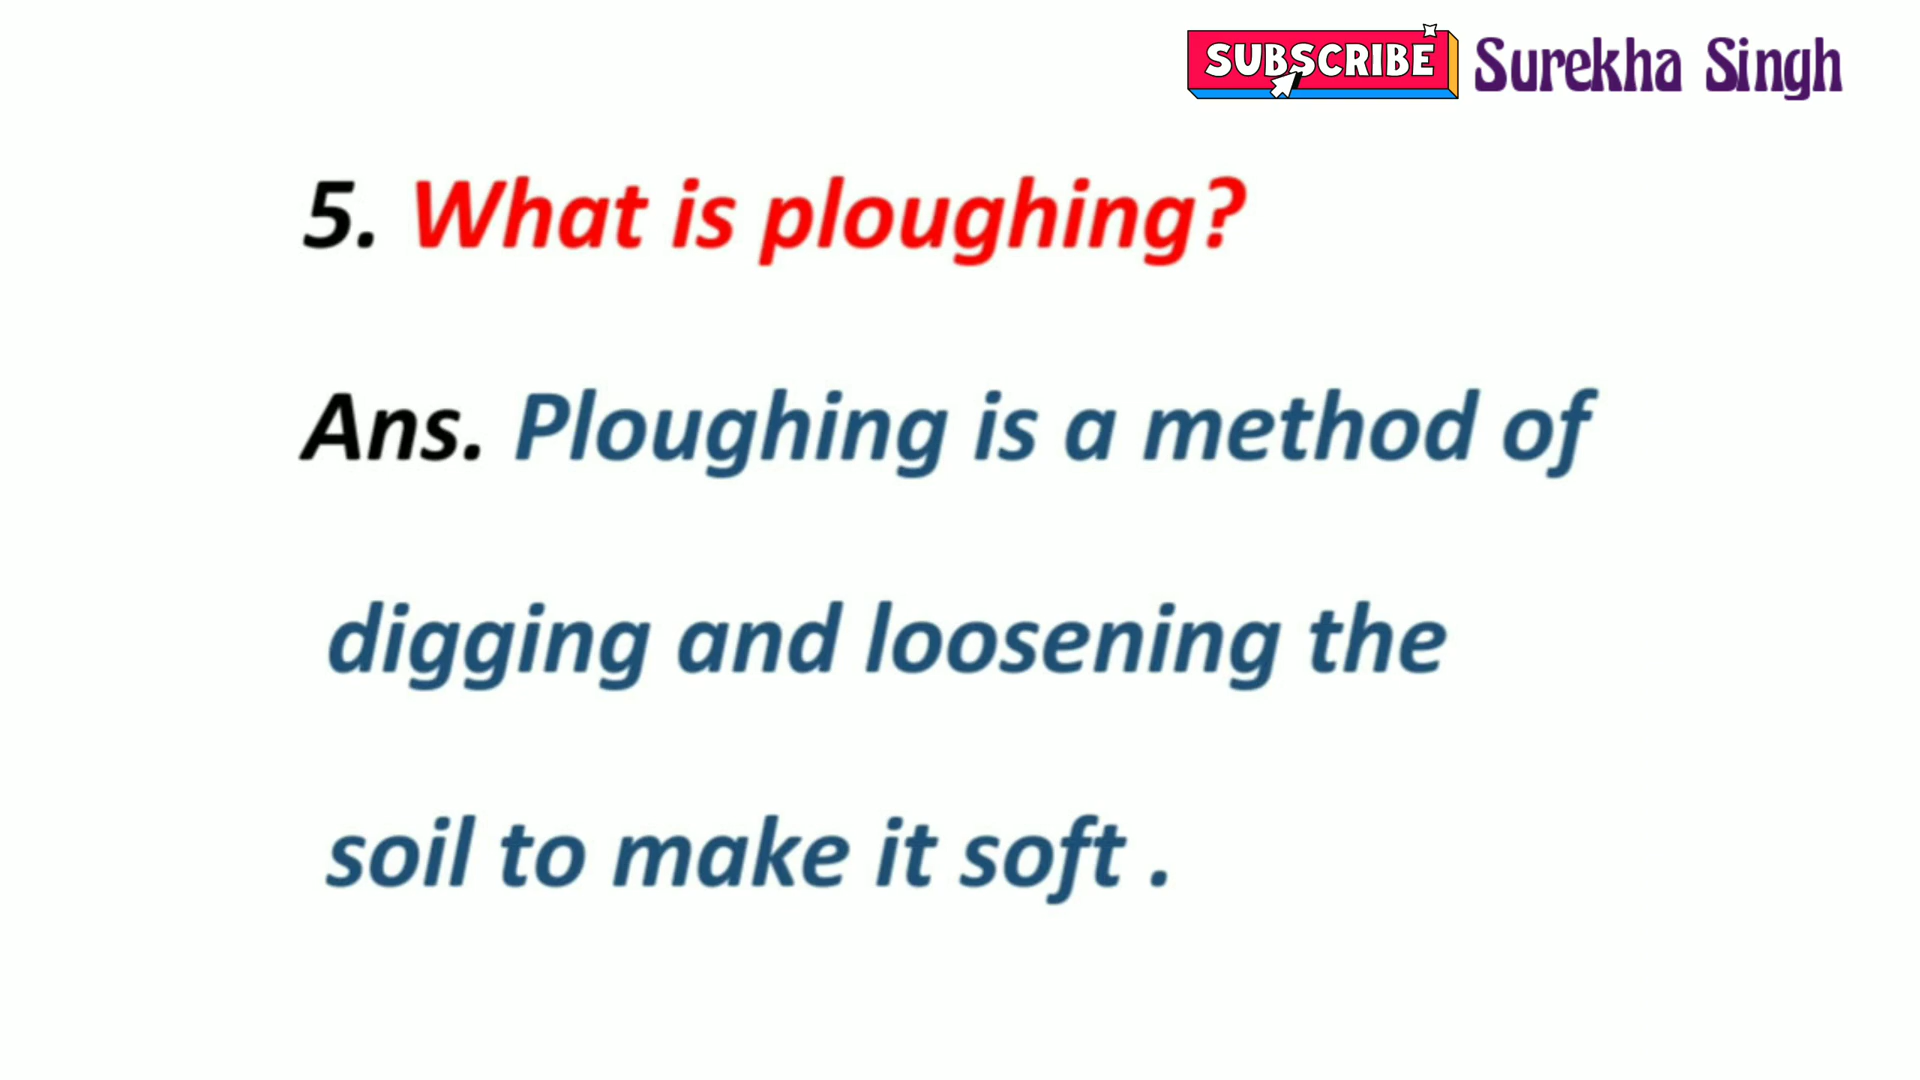 SUBSCRIBE Surekha Singh
5. What is ploughing?
Ans. Ploughing is a method of
digging and loosening the
soil to make it soft .